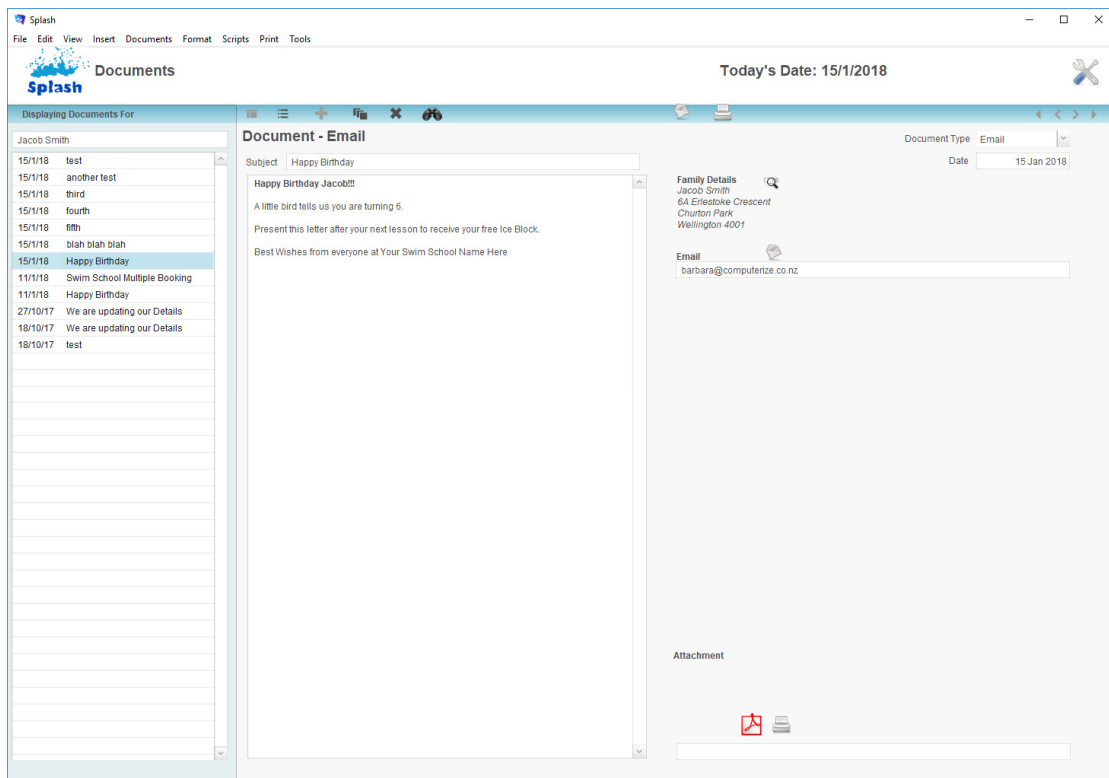 Splash
File Edit View Insert Documents Format Scripts Print Tools
Splash
Documents
Today's Date: 15/1/2018
Displaying Documents For
Jacob Smith
15/1/18 test
15/1/18 another test
15/1/18 third
15/1/18 fourth
15/1/18 fifth
15/1/18 blah blah blah
15/1/18 Happy Birthday
11/1/18 Swim School Multiple Booking
11/1/18 Happy Birthday
27/10/17 We are updating our Details
18/10/17 We are updating our Details
18/10/17 test
Document - Email
Subject Happy Birthday
Happy Birthday Jacob!!!
A little bird tells us you are turning 6.
Present this letter after your next lesson to receive your free Ice Block.
Best Wishes from everyone at Your Swim School Name Here
Document Type Email
Date 15 Jan 2018
Family Details
Jacob Smith
6A Erlestoke Crescent
Churton Park
Wellington 4001
Email
barbara@computerize.co.nz
Attachment